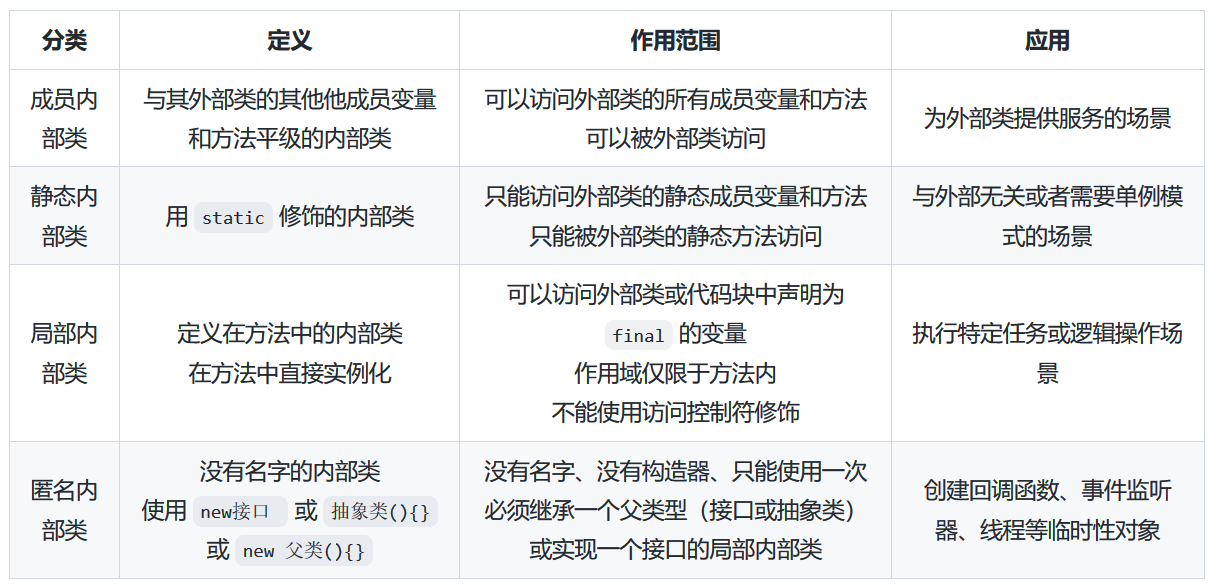 分类 定义 作用范围 应用
成员内部类
与其外部类的其他他成员变量
和方法平级的内部类
可以访问外部类的所有成员变量和方法
可以被外部类访问
为外部类提供服务的场景
静态内部类
用 static 修饰的内部类
只能访问外部类的静态成员变量和方法
只能被外部类的静态方法访问
与外部无关或者需要单例模
式的场景
局部内部类
定义在方法中的内部类
在方法中直接实例化
可以访问外部类或代码块中声明为
final 的变量
作用域仅限于方法内
不能使用访问控制符修饰
执行特定任务或逻辑操作场
景
匿名内部类
没有名字的内部类
使用 new接口 或 抽象类(){}
或 new 父类(){}
没有名字、没有构造器、只能使用一次
必须继承一个父类型（接口或抽象类）
或实现一个接口的局部内部类
创建回调函数、事件监听
器、线程等临时性对象